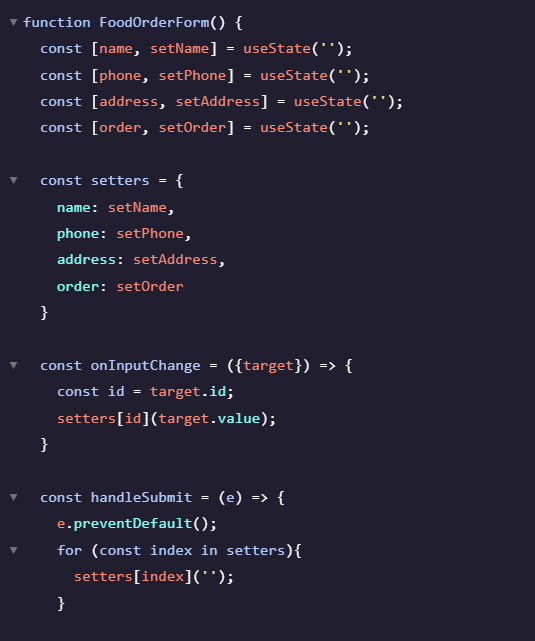 function FoodOrderForm() {
const [name, setName] = useState('');
const [phone, setPhone] = useState('');
const [address, setAddress] = useState('');
const [order, setOrder] = useState('');
const setters = {
name: setName,
phone: setPhone,
address: setAddress,
order: setOrder
}
const onInputChange = ({target}) => {
const id = target.id;
setters[id](target.value);
}
const handleSubmit = (e) => {
e.preventDefault();
for (const index in setters){
setters[index]('');
}